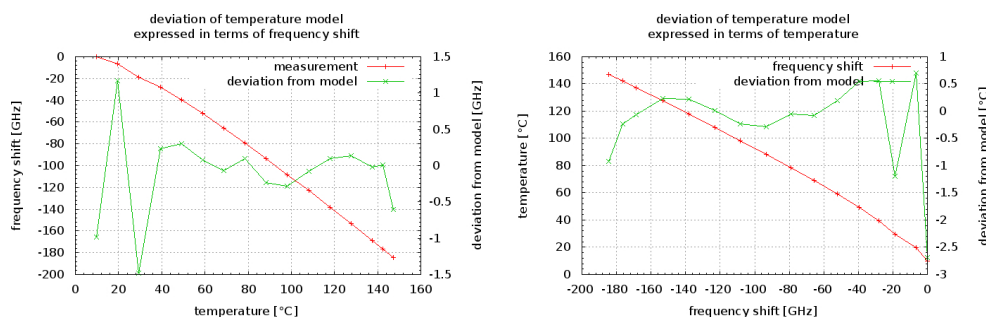 deviation of temperature model
expressed in terms of frequency shift
measurement
deviation from model
frequency shift [GHz]
0
-20
-40
-60
-80
-100
-120
-140
-160
-180
-200
1.5
1
0.5
0
-0.5
-1
-1.5
deviation from model [GHz]
0 20 40 60 80 100 120 140 160
temperature [°C]
deviation of temperature model
expressed in terms of temperature
frequency shift
deviation from model
temperature [°C]
160
140
120
100
80
60
40
20
0
1
0.5
0
-0.5
-1
-1.5
-2
-2.5
-3
deviation from model [°C]
-200 -180 -160 -140 -120 -100 -80 -60 -40 -20 0
frequency shift [GHz]